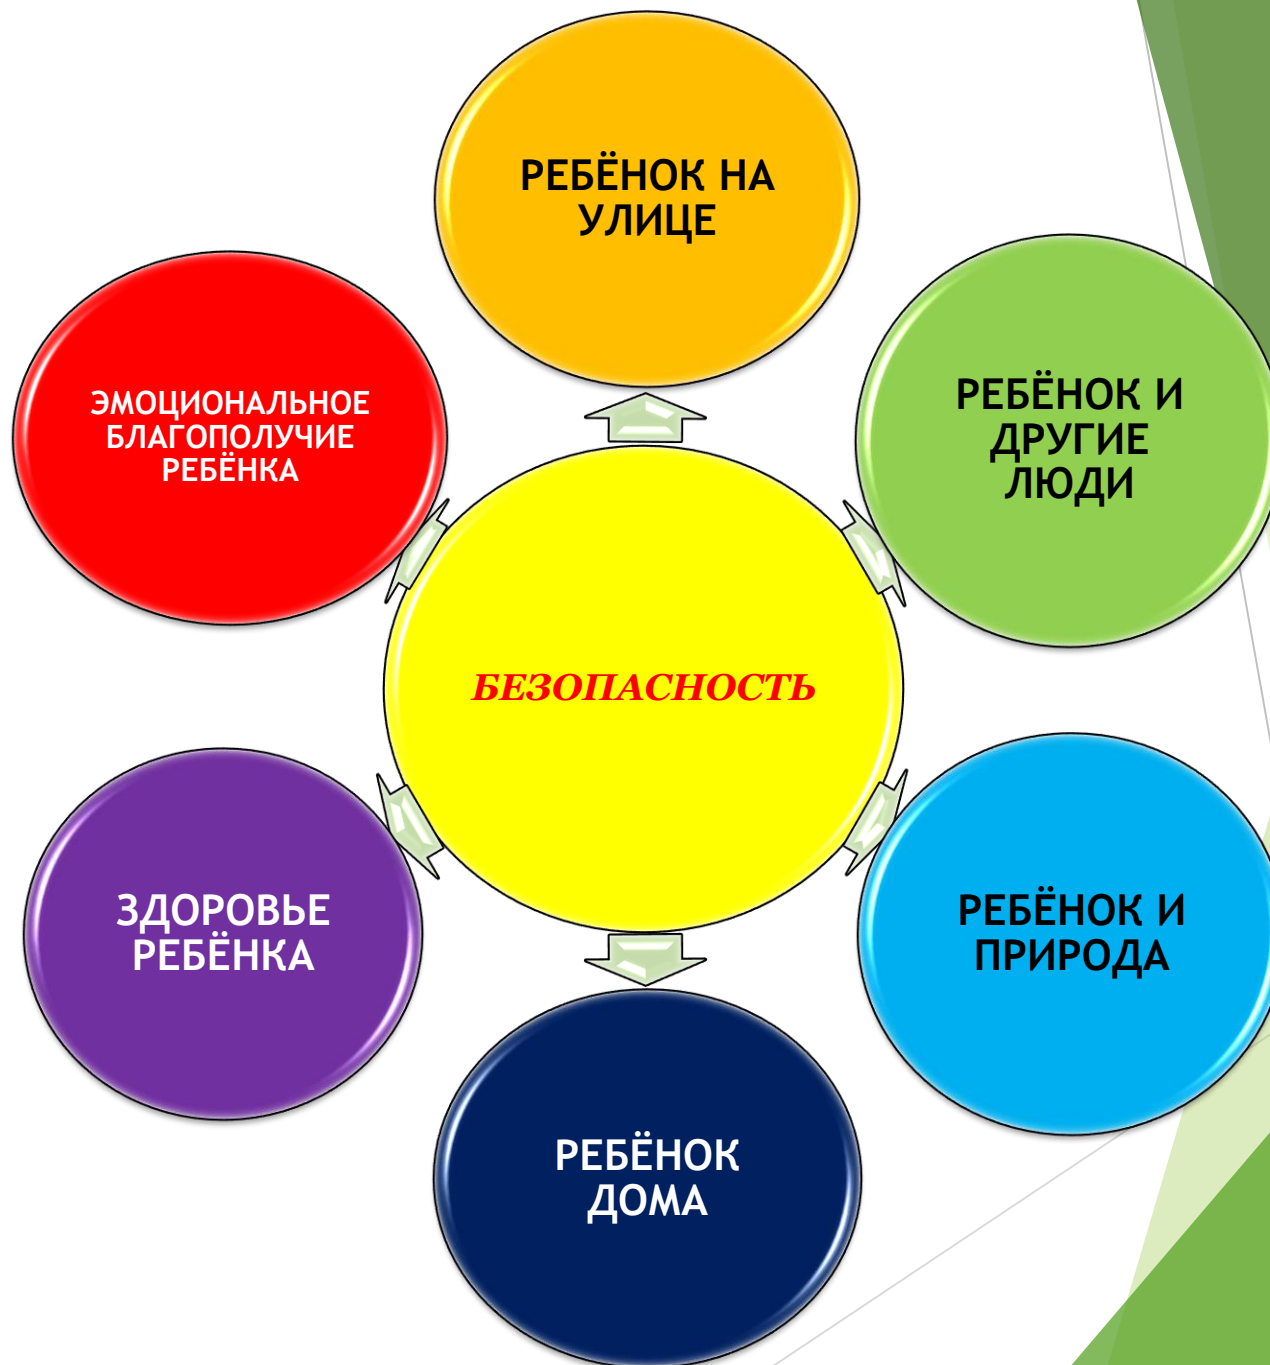 РЕБЁНОК НА
УЛИЦЕ
РЕБЁНОК И
ДРУГИЕ
ЛЮДИ
ЭМОЦИОНАЛЬНОЕ
БЛАГОПОЛУЧИЕ
РЕБЁНКА
БЕЗОПАСНОСТЬ
ЗДОРОВЬЕ
РЕБЁНКА
РЕБЁНОК И
ПРИРОДА
РЕБЁНОК
ДОМА